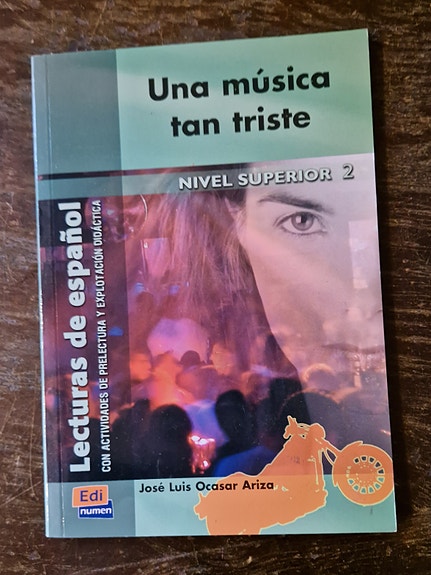 Una música
tan triste
NIVEL SUPERIOR 2
Lecturas de español
CON ACTIVIDADES DE PRELECTURA Y EXPLOTACIÓN DIDÁCTICA
José Luis Ocasar Ariza
Edi
numen